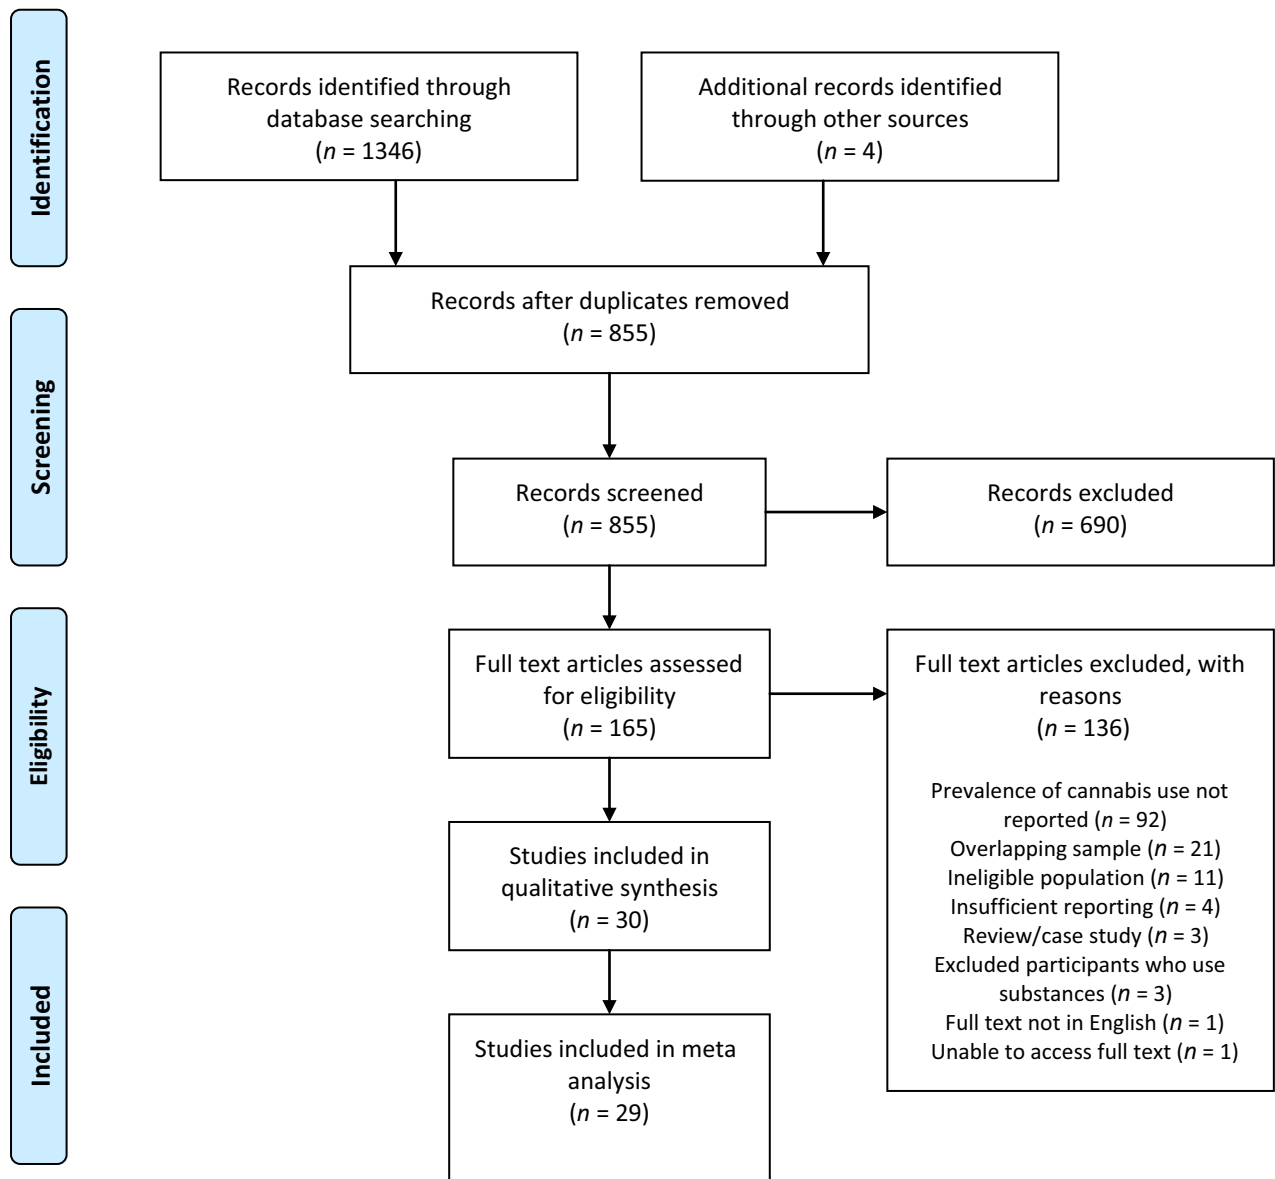 Identification
Records identified through
database searching
(n = 1346)
Additional records identified
through other sources
(n = 4)
Records after duplicates removed
(n = 855)
Screening
Records screened
(n = 855)
Records excluded
(n = 690)
Eligibility
Full text articles assessed
for eligibility
(n = 165)
Full text articles excluded, with
reasons
(n = 136)
Prevalence of cannabis use not
reported (n = 92)
Overlapping sample (n = 21)
Ineligible population (n = 11)
Insufficient reporting (n = 4)
Review/case study (n = 3)
Excluded participants who use
substances (n = 3)
Full text not in English (n = 1)
Unable to access full text (n = 1)
Studies included in
qualitative synthesis
(n = 30)
Included
Studies included in meta
analysis
(n = 29)